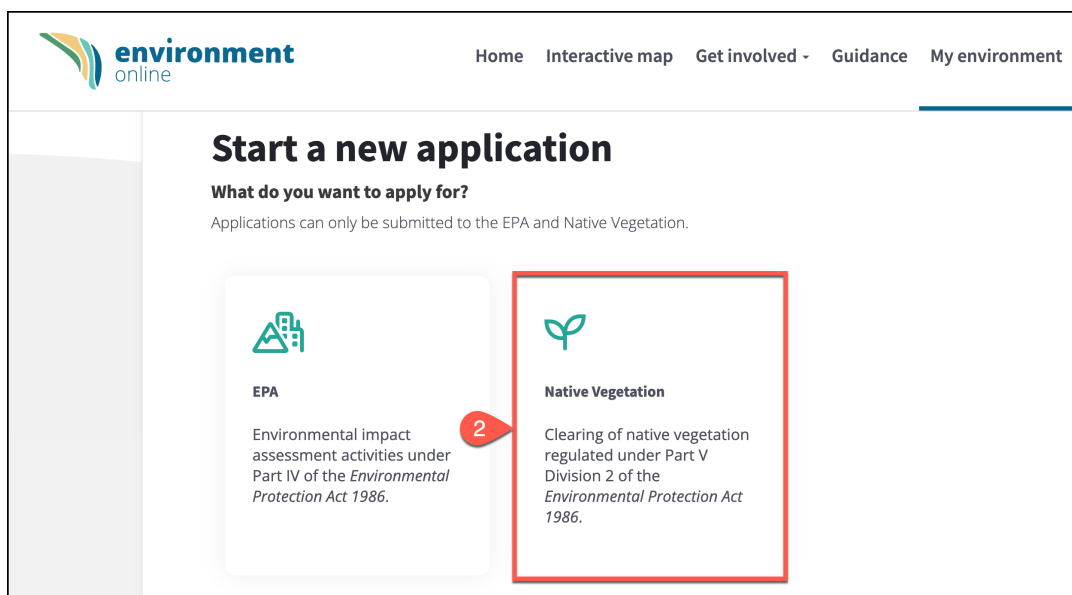 environment
online
Home Interactive map Get involved Guidance My environment
Start a new application
What do you want to apply for?
Applications can only be submitted to the EPA and Native Vegetation.
EPA
Environmental impact
assessment activities under
Part IV of the Environmental
Protection Act 1986.
2
Native Vegetation
Clearing of native vegetation
regulated under Part V
Division 2 of the
Environmental Protection Act
1986.